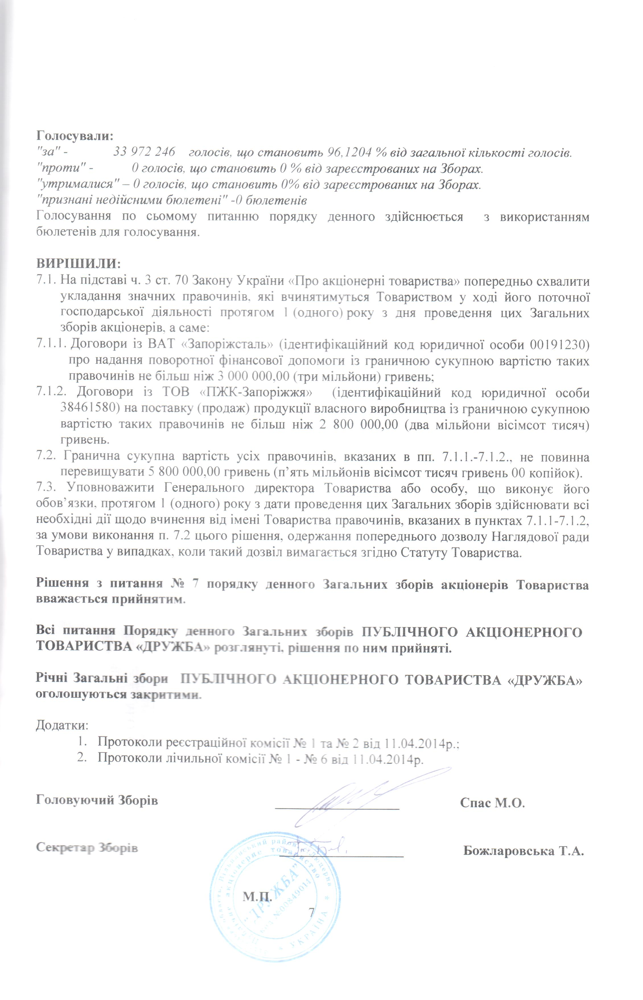 Голосували:
"за" - 33 972 246 голосів, що становить 96,1204 % від загальної кількості голосів.
"проти" - 0 голосів, що становить 0 % від зареєстрованих на Зборах.
"утрималися" – 0 голосів, що становить 0% від зареєстрованих на Зборах.
"признані недійсними бюлетені" -0 бюлетенів
Голосування по сьомому питанню порядку денного здійснюється з використанням
бюлетенів для голосування.
ВИРІШИЛИ:
7.1. На підставі ч. 3 ст. 70 Закону України «Про акціонерні товариства» попередньо схвалити
укладання значних правочинів, які вчинятимуться Товариством у ході його поточної
господарської діяльності протягом 1 (одного) року з дня проведення цих Загальних
зборів акціонерів, а саме:
7.1.1. Договори із ВАТ «Запоріжсталь» (ідентифікаційний код юридичної особи 00191230)
про надання поворотної фінансової допомоги із граничною сукупною вартістю таких
правочинів не більш ніж 3 000 000,00 (три мільйони) гривень;
7.1.2. Договори із ТОВ «ПЖК-Запоріжжя» (ідентифікаційний код юридичної особи
38461580) на поставку (продаж) продукції власного виробництва із граничною сукупною
вартістю таких правочинів не більш ніж 2 800 000,00 (два мільйони вісімсот тисяч)
гривень.
7.2. Гранична сукупна вартість усіх правочинів, вказаних в пп. 7.1.1.-7.1.2., не повинна
перевищувати 5 800 000,00 гривень (п’ять мільйонів вісімсот тисяч гривень 00 копійок).
7.3. Уповноважити Генерального директора Товариства або особу, що виконує його
обов’язки, протягом 1 (одного) року з дати проведення цих Загальних зборів здійснювати всі
необхідні дії щодо вчинення від імені Товариства правочинів, вказаних в пунктах 7.1.1-7.1.2,
за умови виконання п. 7.2 цього рішення, одержання попереднього дозволу Наглядової ради
Товариства у випадках, коли такий дозвіл вимагається згідно Статуту Товариства.
Рішення з питання № 7 порядку денного Загальних зборів акціонерів Товариства
вважається прийнятим.
Всі питання Порядку денного Загальних зборів ПУБЛІЧНОГО АКЦІОНЕРНОГО
ТОВАРИСТВА «ДРУЖБА» розглянуті, рішення по ним прийняті.
Річні Загальні збори ПУБЛІЧНОГО АКЦІОНЕРНОГО ТОВАРИСТВА «ДРУЖБА»
оголошуються закритими.
Додатки:
1. Протоколи реєстраційної комісії № 1 та № 2 від 11.04.2014р.;
2. Протоколи лічильної комісії № 1 - № 6 від 11.04.2014р.
Головуючий Зборів Спас М.О.
Секретар Зборів Божларовська Т.А.
Вільнянський район, с.Люцерна
акціонерне товариство
"ДРУЖБА"
№00849011
* УКРАЇНА *
М.П.
7